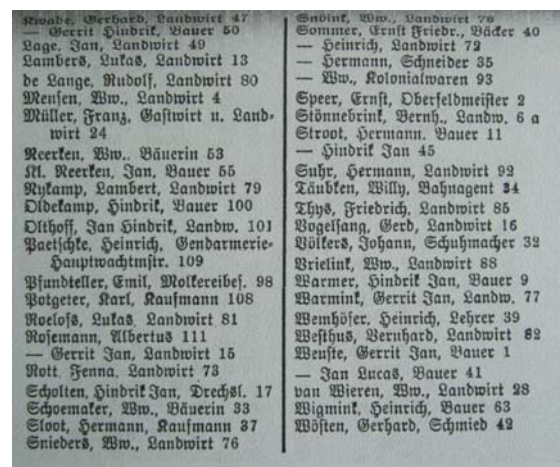 Kwade, Gerhard, Landwirt 47
— Gerrit Hindrik, Bauer 50
Lage, Jan, Landwirt 49
Lambers, Lukas, Landwirt 13
de Lange, Rudolf, Landwirt 80
Mensen, Ww., Landwirt 4
Müller, Franz, Gastwirt u. Land-
wirt 24
Neerken, Ww., Bäuerin 53
Kl. Neerken, Jan, Bauer 55
Nykamp, Lambert, Landwirt 79
Oldekamp, Hindrik, Bauer 100
Olthoff, Jan Hindrik, Landw. 101
Paetschke, Heinrich, Gendarmerie-
Hauptwachtmstr. 109
Pfundteller, Emil, Molkereibes. 98
Potgeter, Karl, Kaufmann 108
Roelofs, Lukas, Landwirt 81
Rosemann, Albertus 111
— Gerrit Jan, Landwirt 15
Rott, Fenna, Landwirt 73
Scholten, Hindrik Jan, Drechsl. 17
Schoemaker, Ww., Bäuerin 33
Sloot, Hermann, Kaufmann 37
Snieders, Ww., Landwirt 76
Snöink, Ww., Landwirt 78
Sommer, Ernst Friedr., Bäcker 40
— Heinrich, Landwirt 72
— Hermann, Schneider 35
— Ww., Kolonialwaren 93
Speer, Ernst, Oberfeldmeister 2
Stönnebrink, Bernh., Landw. 6 a
Stroot, Hermann, Bauer 11
— Hindrik Jan 45
Suhr, Hermann, Landwirt 92
Täubken, Willy, Bahnagent 34
Thys, Friedrich, Landwirt 85
Vogelsang, Gerd, Landwirt 16
Völkers, Johann, Schuhmacher 32
Vrielink, Ww., Landwirt 88
Warmer, Hindrik Jan, Bauer 9
Warmink, Gerrit Jan, Landw. 77
Wemhöfer, Heinrich, Lehrer 39
Westhus, Bernhard, Landwirt 82
Weuste, Gerrit Jan, Bauer 1
— Jan Lucas, Bauer 41
van Wieren, Ww., Landwirt 28
Wigmink, Heinrich, Bauer 63
Wösten, Gerhard, Schmied 42